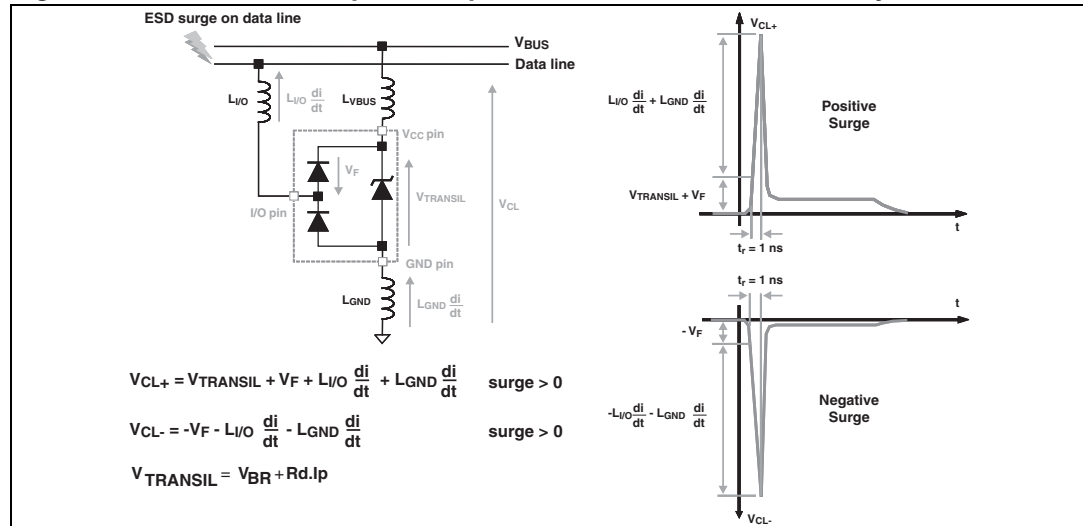 ESD surge on data line
VBUS
Data line
LI/O
LI/O di/dt
LVBUS
VCC pin
VF
VTRANSIL
VCL
I/O pin
GND pin
LGND
LGND di/dt
VCL+ = VTRANSIL + VF + LI/O di/dt + LGND di/dt surge > 0
VCL- = -VF - LI/O di/dt - LGND di/dt surge > 0
VTRANSIL = VBR + Rd.Ip
VCL+
LI/O di/dt + LGND di/dt
Positive
Surge
VTRANSIL + VF
t
tr = 1 ns
tr = 1 ns
t
- VF
-LI/O di/dt - LGND di/dt
Negative
Surge
VCL-